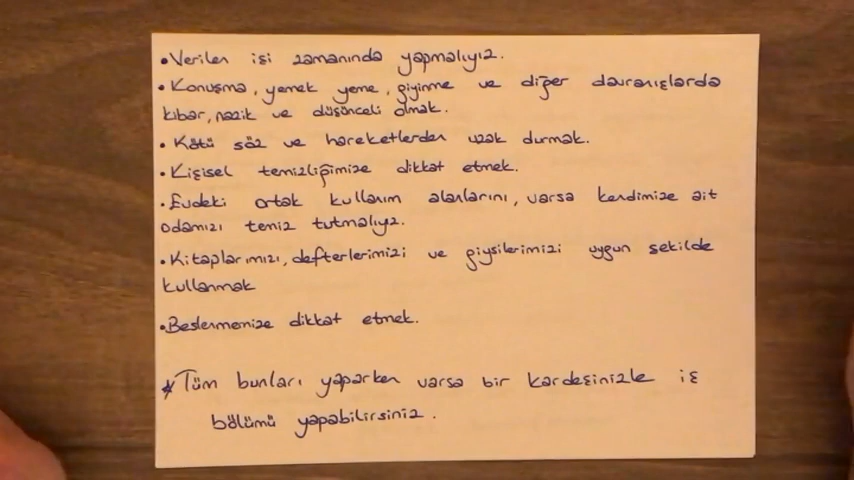 • Verilen işi zamanında yapmalıyız.
• Konuşma, yemek yeme, giyinme ve diğer davranışlarda
kibar, nazik ve düşünceli olmak.
• Kötü söz ve hareketlerden uzak durmak.
• Kişisel temizliğimize dikkat etmek.
• Evdeki ortak kullanım alanlarını, varsa kendimize ait
odamızı temiz tutmalıyız.
• Kitaplarımızı, defterlerimizi ve giysilerimizi uygun şekilde
kullanmak
• Beslenmemize dikkat etmek.
* Tüm bunları yaparken varsa bir kardeşinizle iş
bölümü yapabilirsiniz.